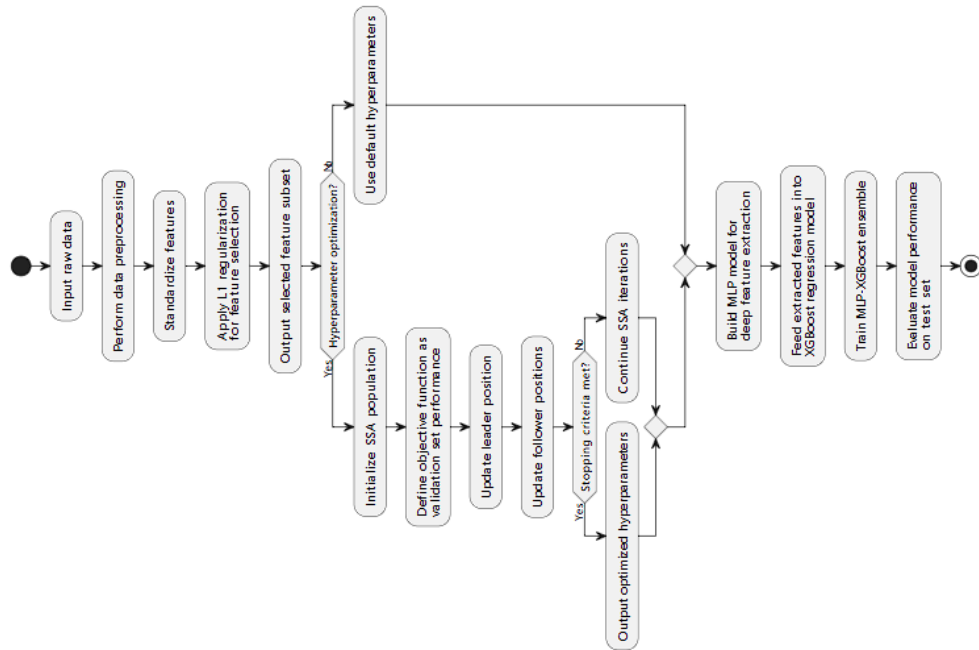 Input raw data
Perform data preprocessing
Standardize features
Apply L1 regularization
for feature selection
Output selected feature subset
Hyperparameter optimization?
Yes
No
Initialize SSA population
Define objective function as
validation set performance
Update leader position
Update follower positions
Stopping criteria met?
Yes
No
Output optimized hyperparameters
Continue SSA iterations
Use default hyperparameters
Build MLP model for
deep feature extraction
Feed extracted features into
XGBoost regression model
Train MLP-XGBoost ensemble
Evaluate model performance
on test set